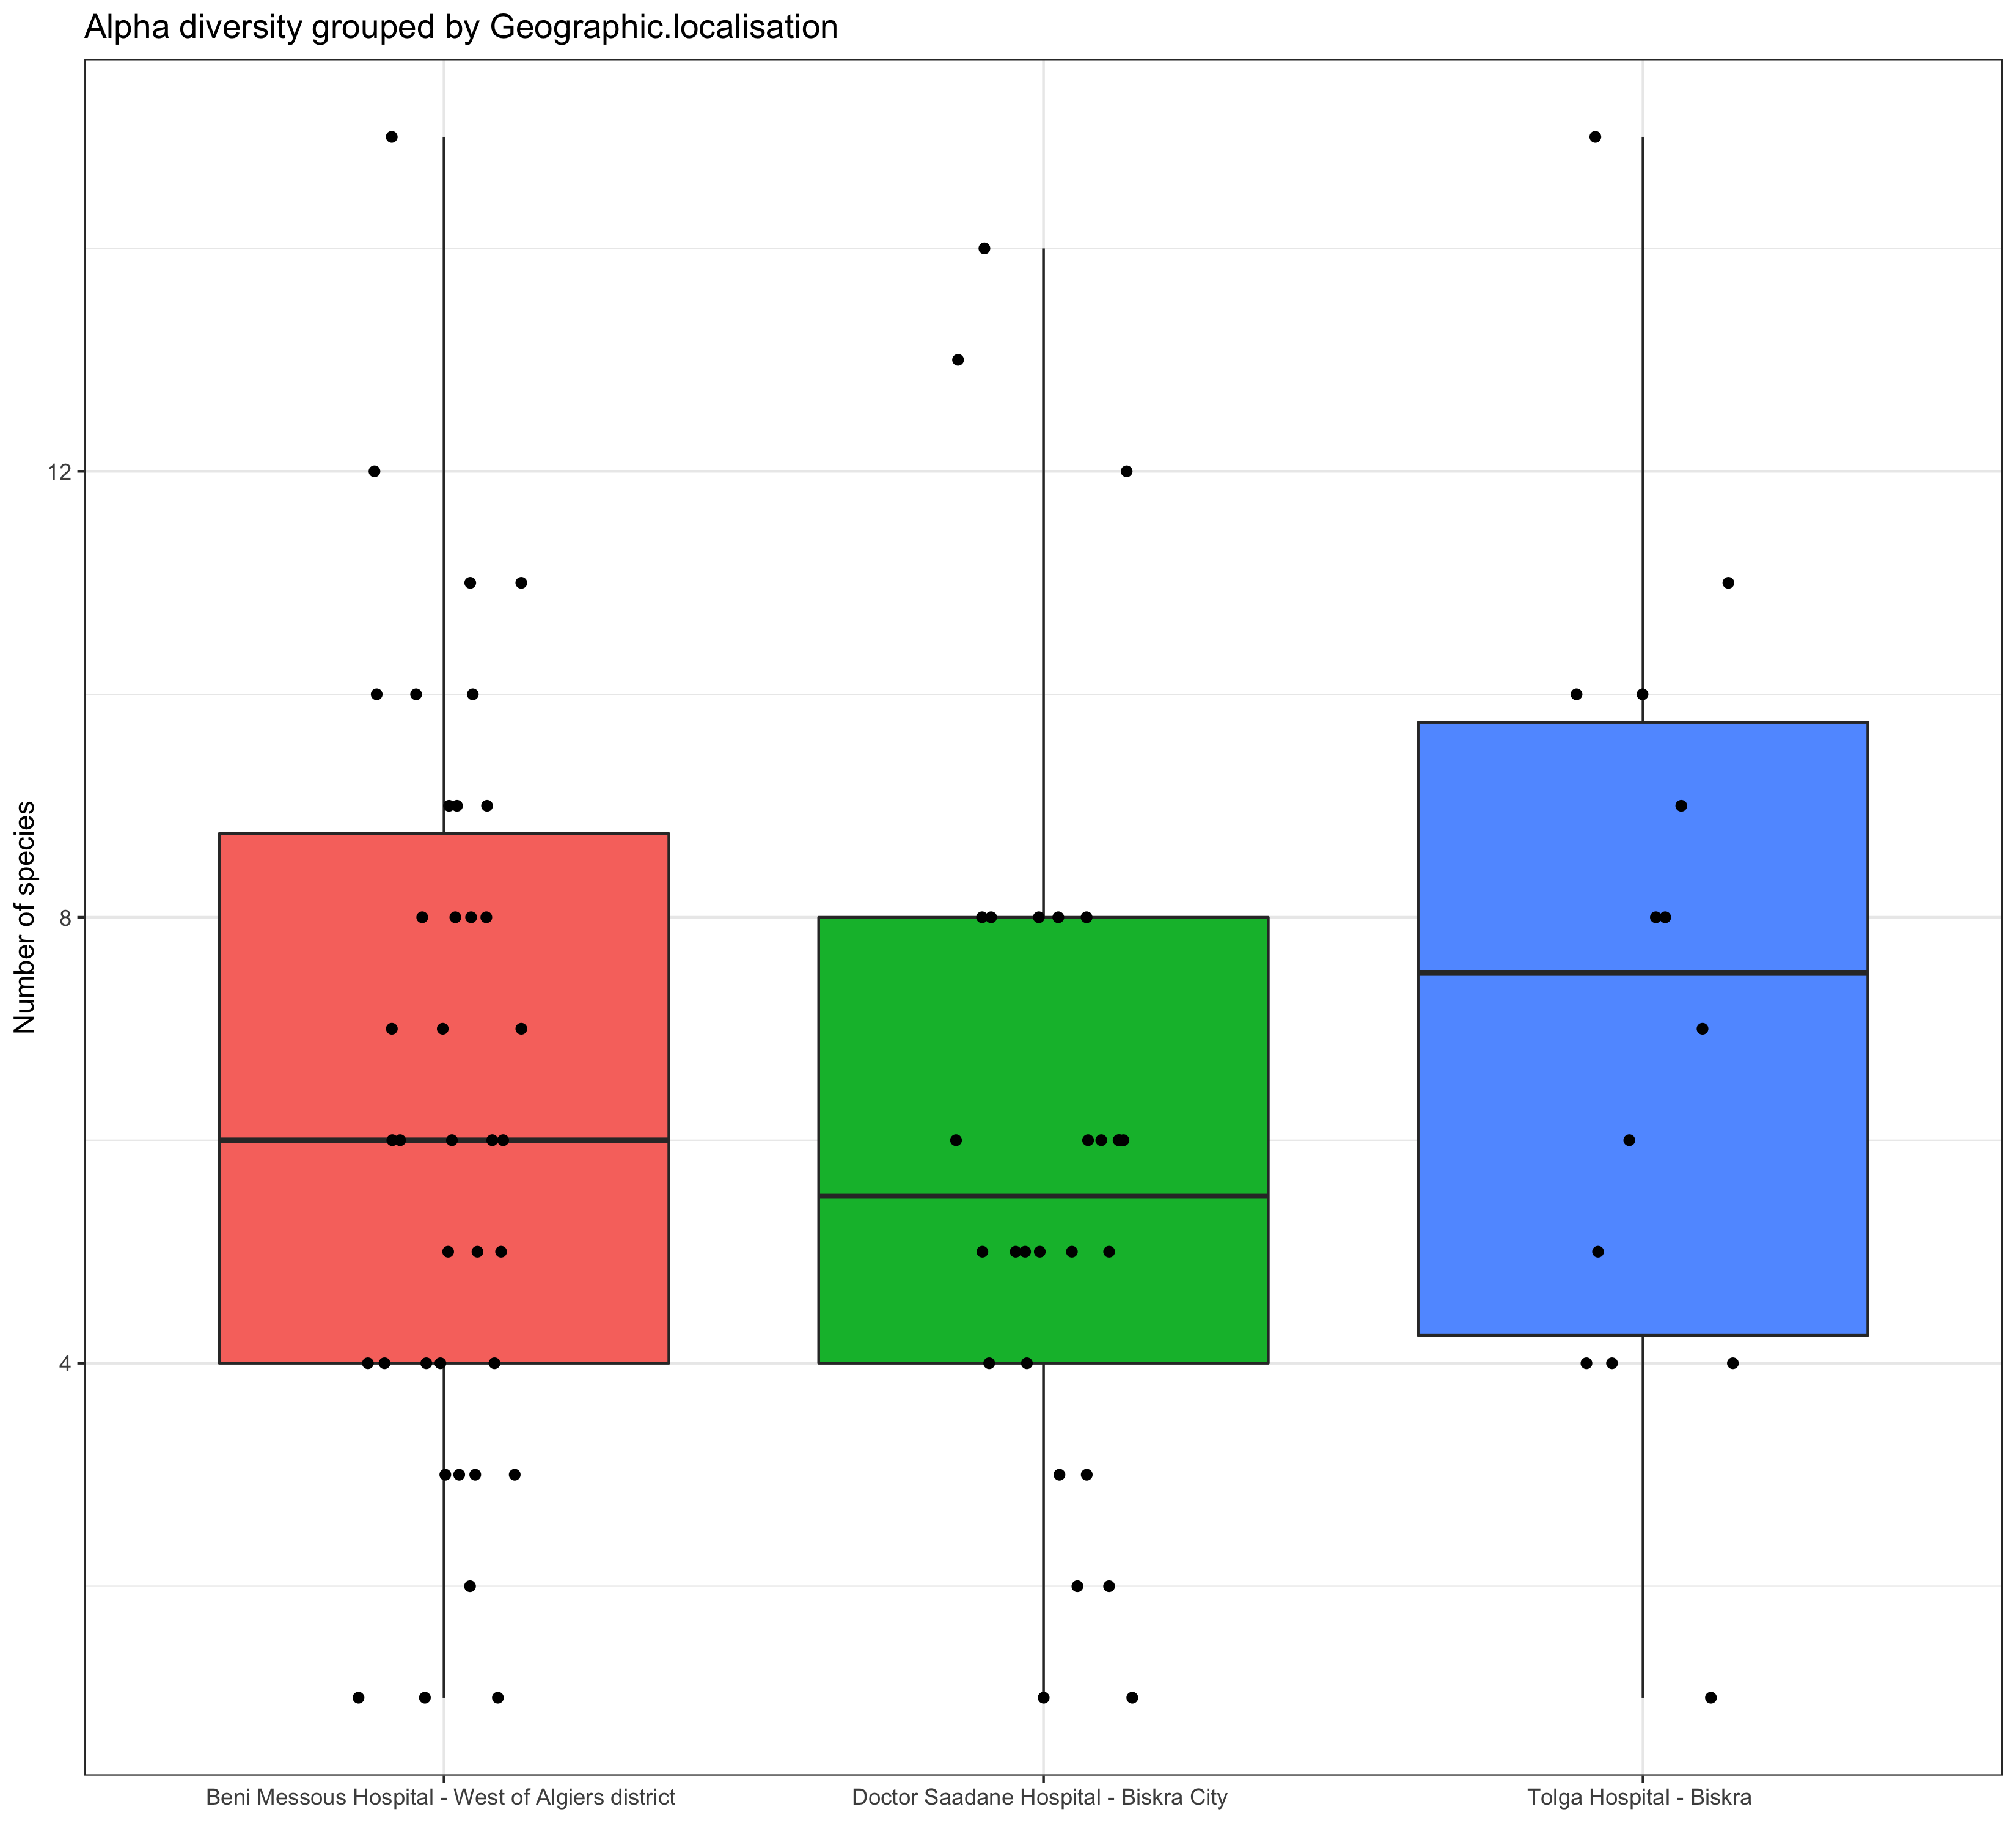 Alpha diversity grouped by Geographic.localisation
Number of species
12
8
4
Beni Messous Hospital - West of Algiers district
Doctor Saadane Hospital - Biskra City
Tolga Hospital - Biskra